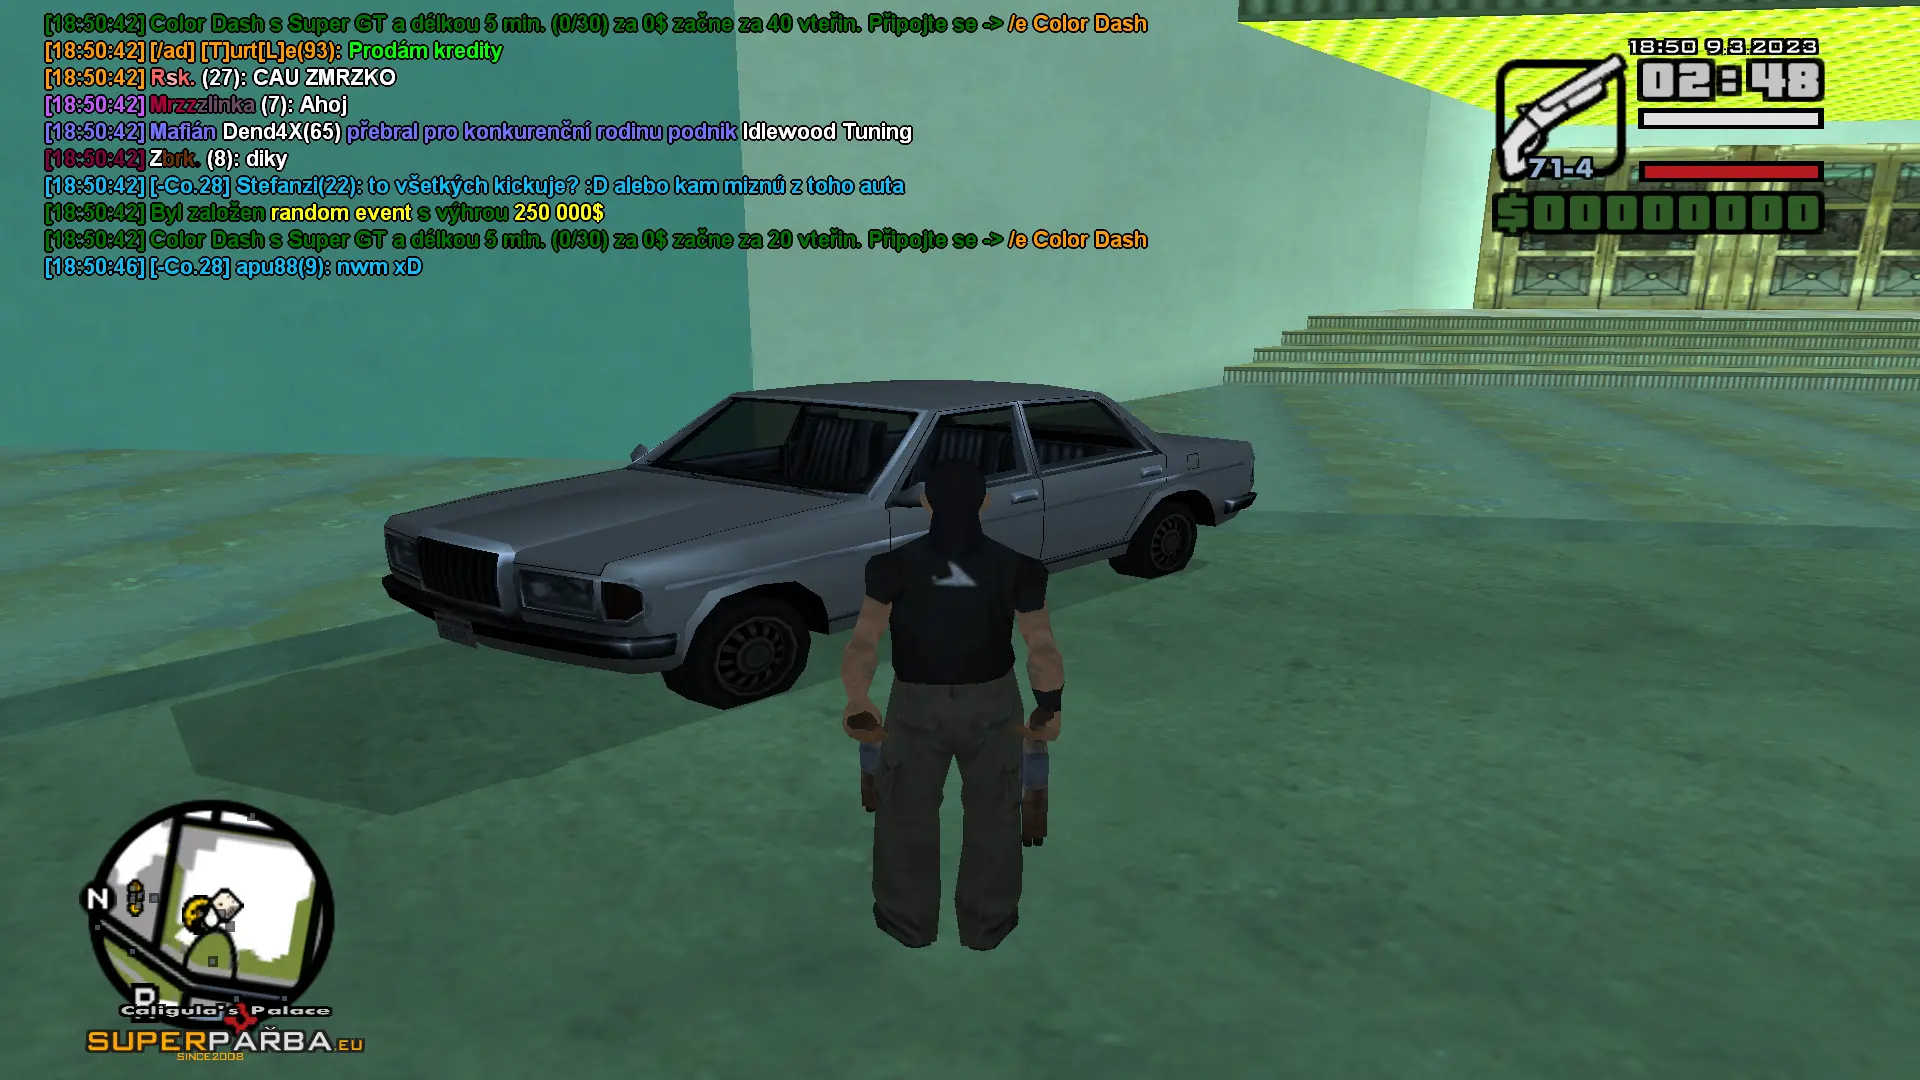 [18:50:42] Color Dash s Super GT a délkou 5 min. (0/30) za 0$ začne za 40 vteřin. Připojte se -> /e Color Dash
[18:50:42] [/ad] [T]urt[L]e(93): Prodám kredity
[18:50:42] Rsk. (27): CAU ZMRZKO
[18:50:42] Mrzzzlinka (7): Ahoj
[18:50:42] Mafián Dend4X(65) přebral pro konkurenční rodinu podnik Idlewood Tuning
[18:50:42] Zbrk. (8): diky
[18:50:42] [-Co.28] Stefanzi(22): to všetkých kickuje? :D alebo kam miznú z toho auta
[18:50:42] Byl založen random event s výhrou 250 000$
[18:50:42] Color Dash s Super GT a délkou 5 min. (0/30) za 0$ začne za 20 vteřin. Připojte se -> /e Color Dash
[18:50:46] [-Co.28] apu88(9): nwm xD
18:50 9.3.2023
02:48
71-4
$00000000
N
Caligula's Palace
SUPERPAŘBA.EU
SINCE2008